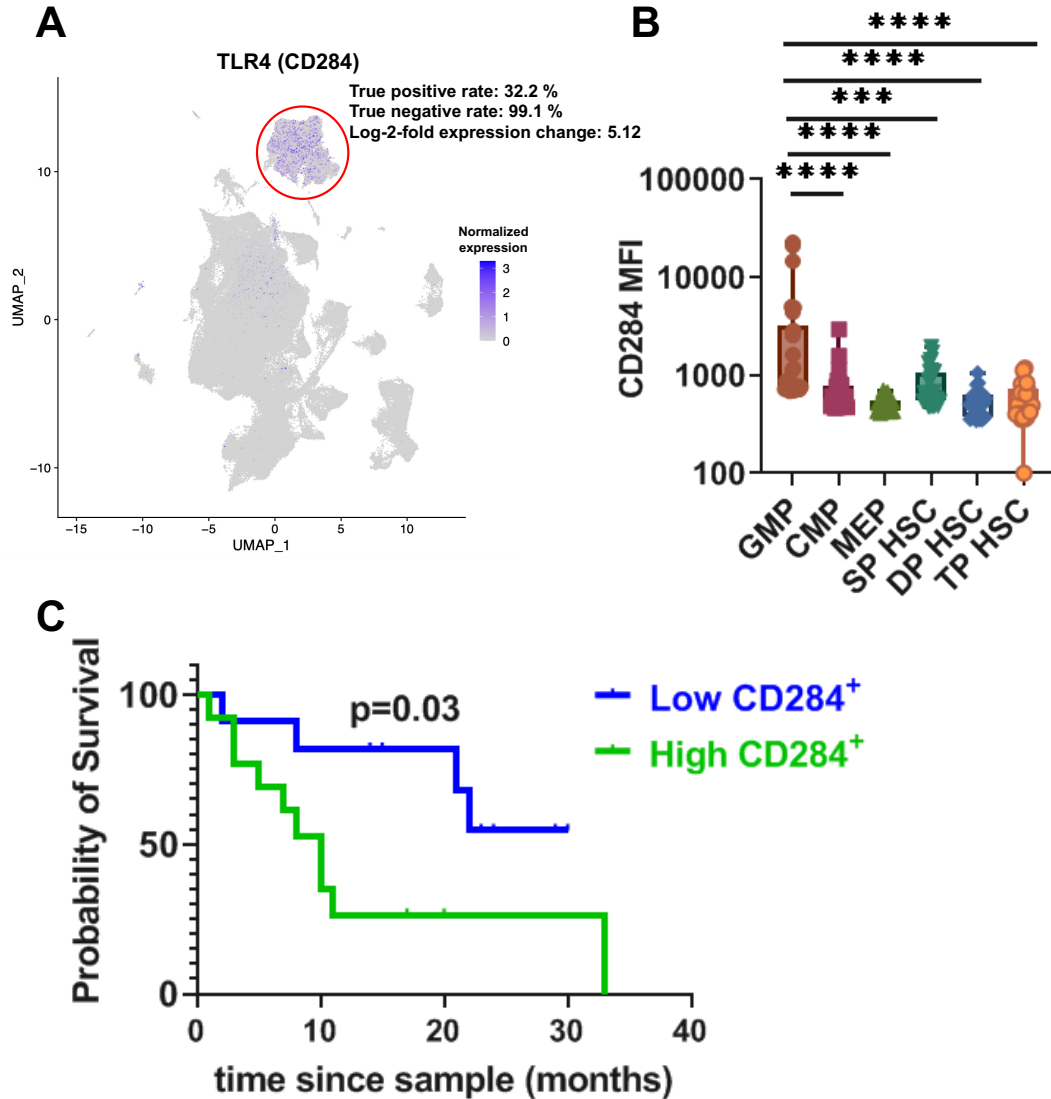 A
TLR4 (CD284)
True positive rate: 32.2 %
True negative rate: 99.1 %
Log-2-fold expression change: 5.12
Normalized
expression
3
2
1
0
UMAP_2
10
0
−10
−15
−10
−5
0
5
10
UMAP_1
B
****
****
***
****
****
CD284 MFI
100000
10000
1000
100
GMP
CMP
MEP
SP HSC
DP HSC
TP HSC
C
Probability of Survival
100
50
0
p=0.03
Low CD284+
High CD284+
0
10
20
30
40
time since sample (months)